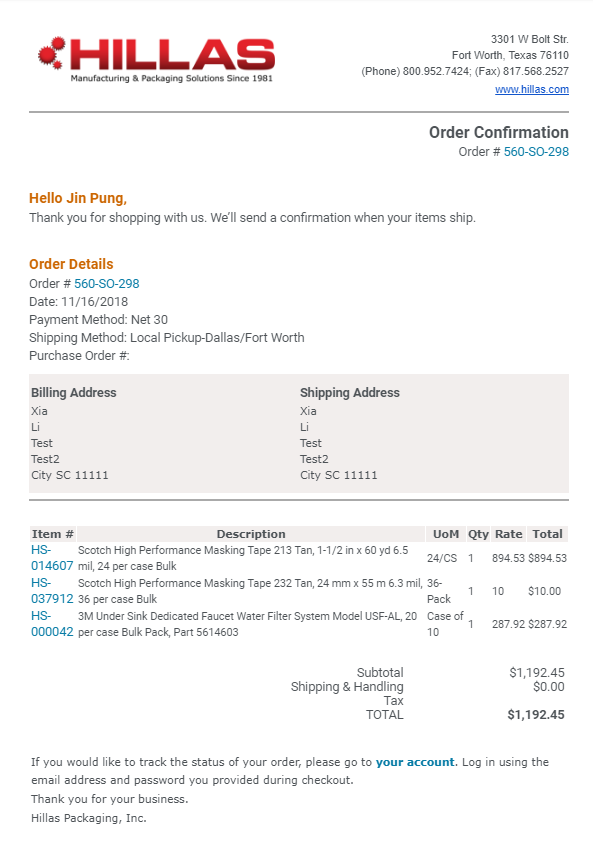 HILLAS
Manufacturing & Packaging Solutions Since 1981
3301 W Bolt Str.
Fort Worth, Texas 76110
(Phone) 800.952.7424; (Fax) 817.568.2527
www.hillas.com
Order Confirmation
Order # 560-SO-298
Hello Jin Pung,
Thank you for shopping with us. We'll send a confirmation when your items ship.
Order Details
Order # 560-SO-298
Date: 11/16/2018
Payment Method: Net 30
Shipping Method: Local Pickup-Dallas/Fort Worth
Purchase Order #:
Billing Address
Xia
Li
Test
Test2
City SC 11111
Shipping Address
Xia
Li
Test
Test2
City SC 11111
Item # Description UoM Qty Rate Total
HS-014607 Scotch High Performance Masking Tape 213 Tan, 1-1/2 in x 60 yd 6.5
mil, 24 per case Bulk 24/CS 1 894.53 $894.53
HS-037912 Scotch High Performance Masking Tape 232 Tan, 24 mm x 55 m 6.3 mil,
36 per case Bulk 36-Pack 1 10 $10.00
HS-000042 3M Under Sink Dedicated Faucet Water Filter System Model USF-AL, 20
per case Bulk Pack, Part 5614603 Case of 10 1 287.92 $287.92
Subtotal $1,192.45
Shipping & Handling $0.00
Tax
TOTAL $1,192.45
If you would like to track the status of your order, please go to your account. Log in using the
email address and password you provided during checkout.
Thank you for your business.
Hillas Packaging, Inc.